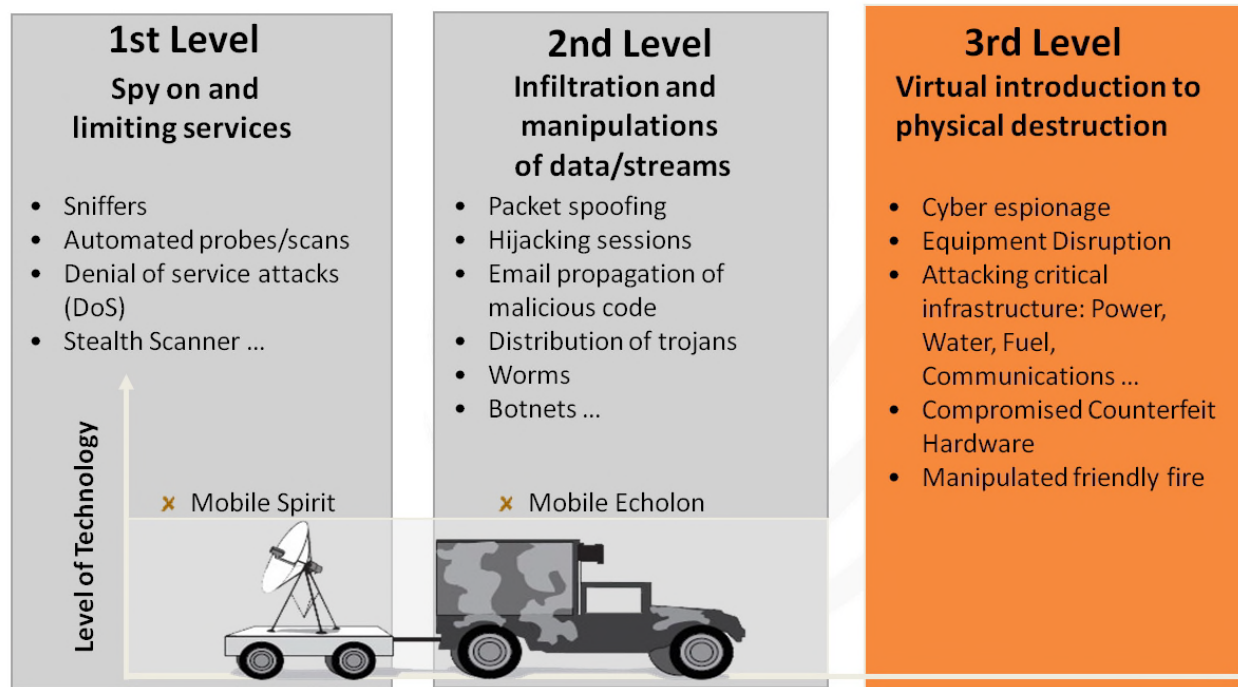 1st Level
Spy on and
limiting services
• Sniffers
• Automated probes/scans
• Denial of service attacks
(DoS)
• Stealth Scanner ...
✗ Mobile Spirit
2nd Level
Infiltration and
manipulations
of data/streams
• Packet spoofing
• Hijacking sessions
• Email propagation of
malicious code
• Distribution of trojans
• Worms
• Botnets ...
✗ Mobile Echolon
3rd Level
Virtual introduction to
physical destruction
• Cyber espionage
• Equipment Disruption
• Attacking critical
infrastructure: Power,
Water, Fuel,
Communications ...
• Compromised Counterfeit
Hardware
• Manipulated friendly fire
Level of Technology